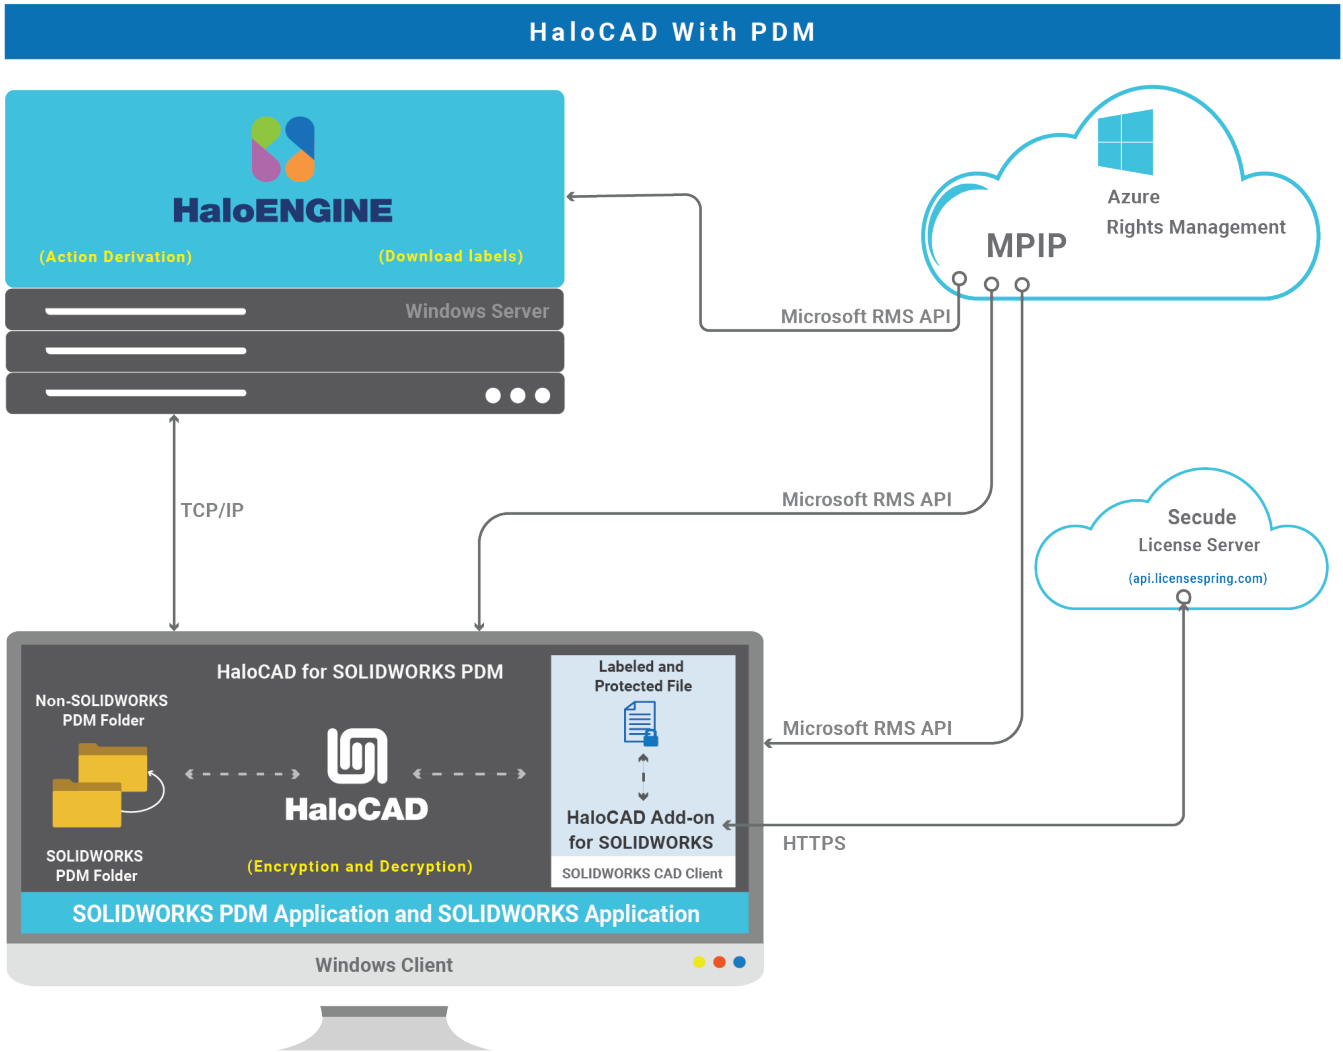 HaloCAD With PDM
HaloENGINE
(Action Derivation)
(Download labels)
Windows Server
Azure
Rights Management
MPIP
Microsoft RMS API
TCP/IP
Microsoft RMS API
Secude
License Server
(api.licensespring.com)
HaloCAD for SOLIDWORKS PDM
Non-SOLIDWORKS
PDM Folder
SOLIDWORKS
PDM Folder
HaloCAD
(Encryption and Decryption)
Labeled and
Protected File
HaloCAD Add-on
for SOLIDWORKS
SOLIDWORKS CAD Client
Microsoft RMS API
HTTPS
SOLIDWORKS PDM Application and SOLIDWORKS Application
Windows Client